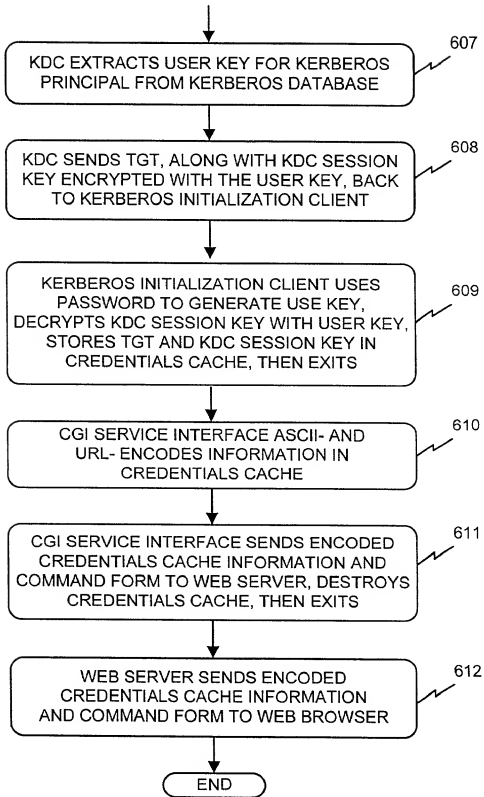 KDC EXTRACTS USER KEY FOR KERBEROS
PRINCIPAL FROM KERBEROS DATABASE
607
KDC SENDS TGT, ALONG WITH KDC SESSION
KEY ENCRYPTED WITH THE USER KEY, BACK
TO KERBEROS INITIALIZATION CLIENT
608
KERBEROS INITIALIZATION CLIENT USES
PASSWORD TO GENERATE USE KEY,
DECRYPTS KDC SESSION KEY WITH USER KEY,
STORES TGT AND KDC SESSION KEY IN
CREDENTIALS CACHE, THEN EXITS
609
CGI SERVICE INTERFACE ASCII- AND
URL- ENCODES INFORMATION IN
CREDENTIALS CACHE
610
CGI SERVICE INTERFACE SENDS ENCODED
CREDENTIALS CACHE INFORMATION AND
COMMAND FORM TO WEB SERVER, DESTROYS
CREDENTIALS CACHE, THEN EXITS
611
WEB SERVER SENDS ENCODED
CREDENTIALS CACHE INFORMATION
AND COMMAND FORM TO WEB BROWSER
612
END